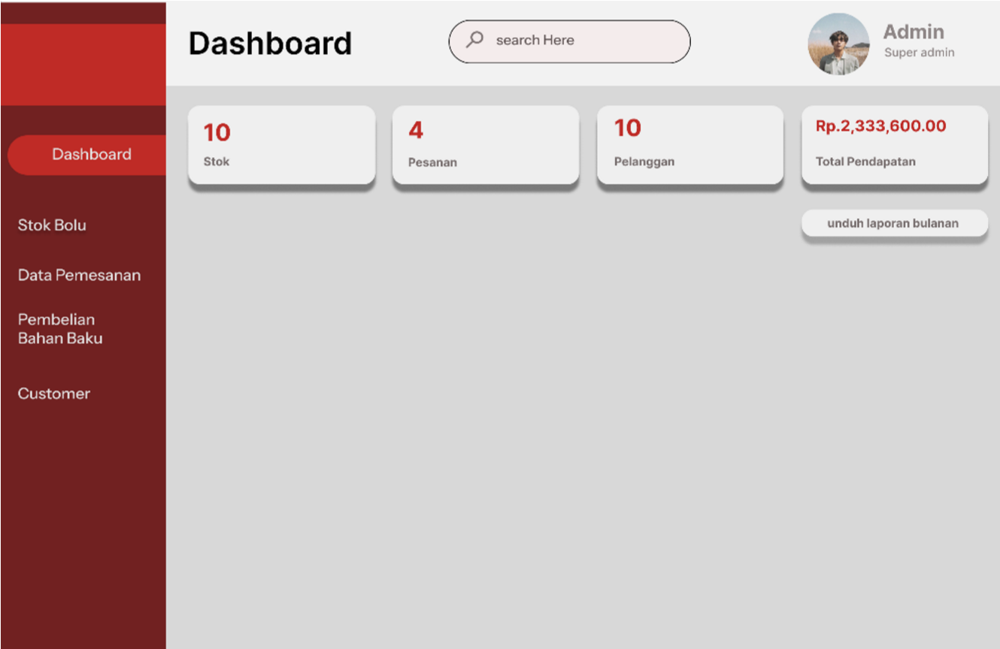 Dashboard
search Here
Admin
Super admin
Dashboard
Stok Bolu
Data Pemesanan
Pembelian
Bahan Baku
Customer
10
Stok
4
Pesanan
10
Pelanggan
Rp.2,333,600.00
Total Pendapatan
unduh laporan bulanan